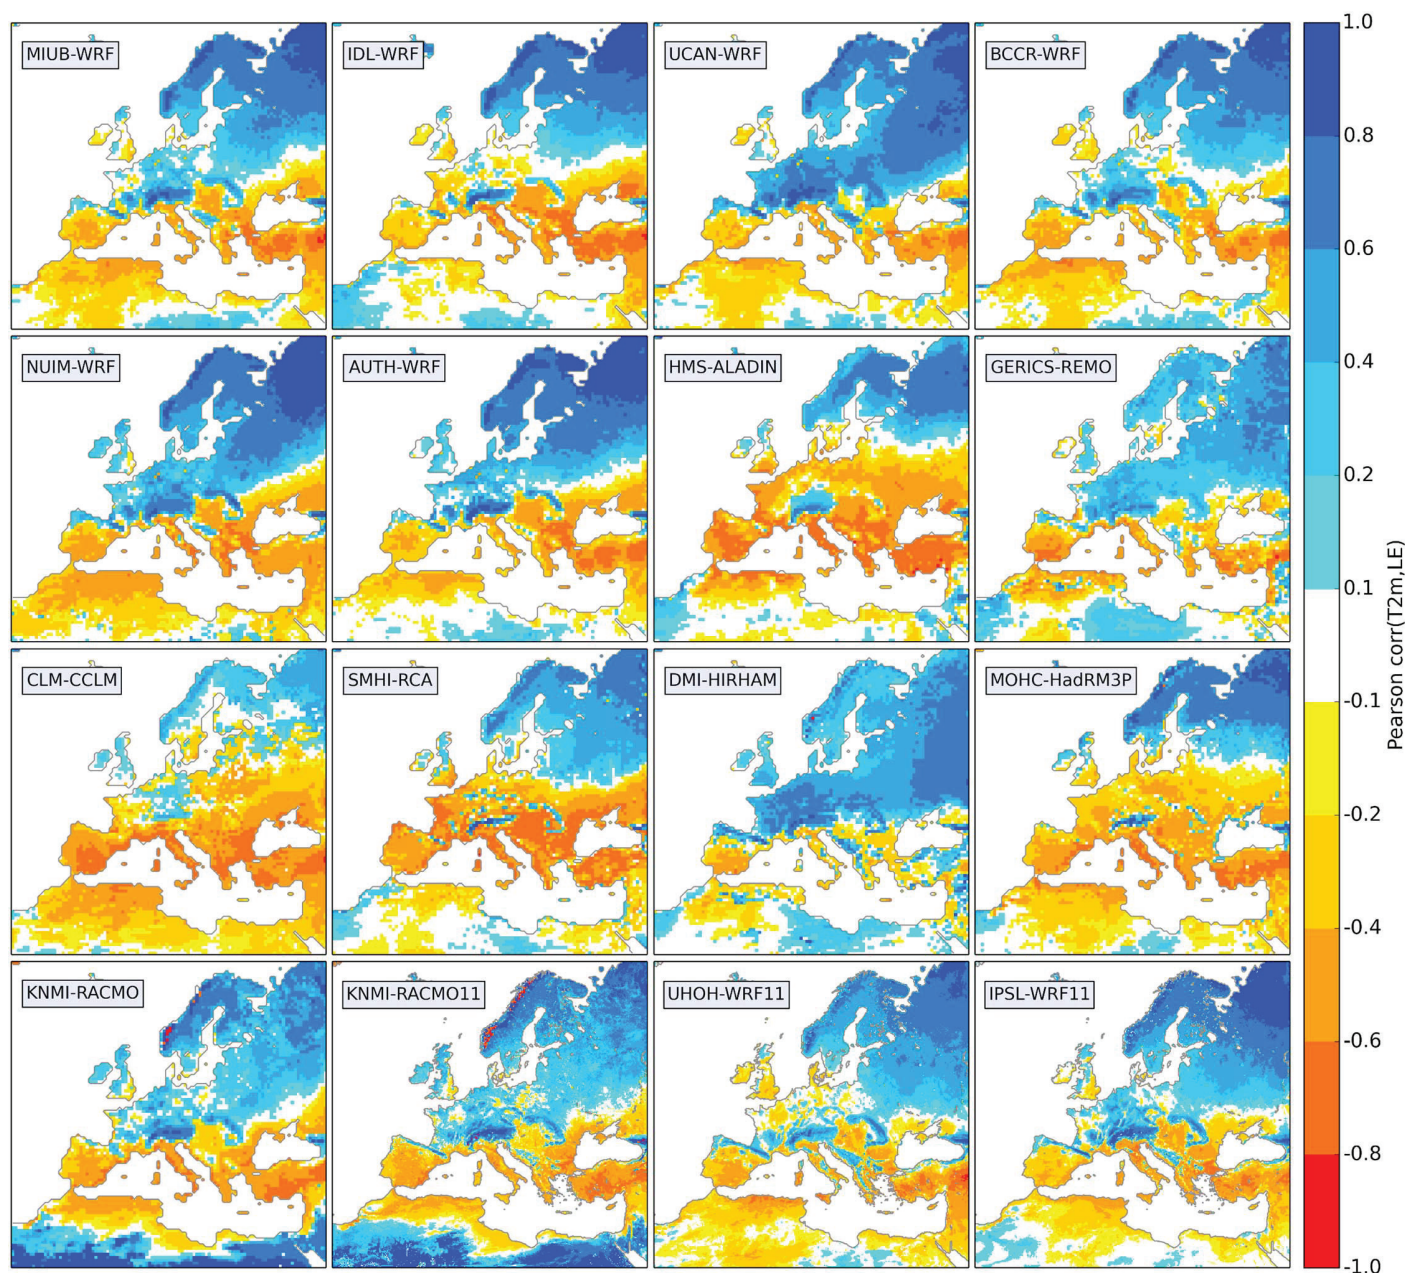 MIUB-WRF
IDL-WRF
UCAN-WRF
BCCR-WRF
NUIM-WRF
AUTH-WRF
HMS-ALADIN
GERICS-REMO
CLM-CCLM
SMHI-RCA
DMI-HIRHAM
MOHC-HadRM3P
KNMI-RACMO
KNMI-RACMO11
UHOH-WRF11
IPSL-WRF11
1.0
0.8
0.6
0.4
0.2
0.1
-0.1
-0.2
-0.4
-0.6
-0.8
-1.0
Pearson corr(T2m,LE)